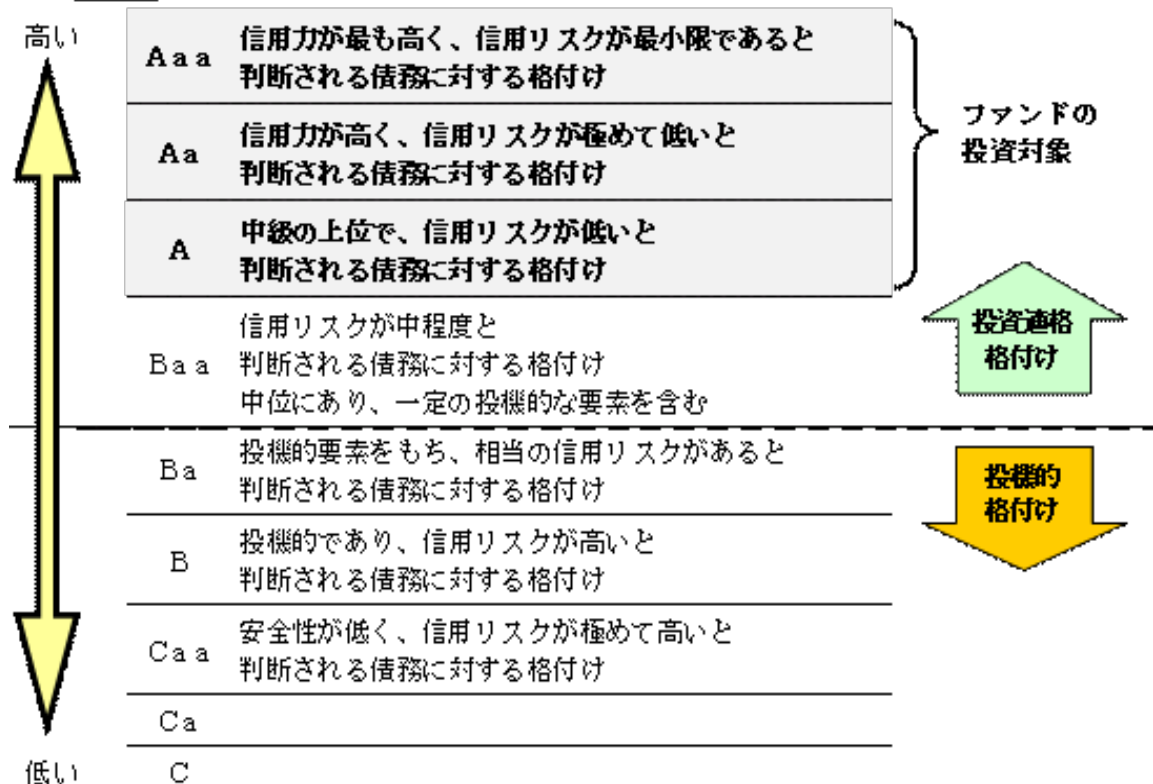 高い
Aaa 信用力が最も高く、信用リスクが最小限であると
判断される債務に対する格付け
Aa 信用力が高く、信用リスクが極めて低いと
判断される債務に対する格付け
A 中級の上位で、信用リスクが低いと
判断される債務に対する格付け
ファンドの
投資対象
Baa 信用リスクが中程度と
判断される債務に対する格付け
中位にあり、一定の投機的な要素を含む
投資適格
格付け
Ba 投機的要素をもち、相当の信用リスクがあると
判断される債務に対する格付け
投機的
格付け
B 投機的であり、信用リスクが高いと
判断される債務に対する格付け
Caa 安全性が低く、信用リスクが極めて高いと
判断される債務に対する格付け
Ca
C
低い